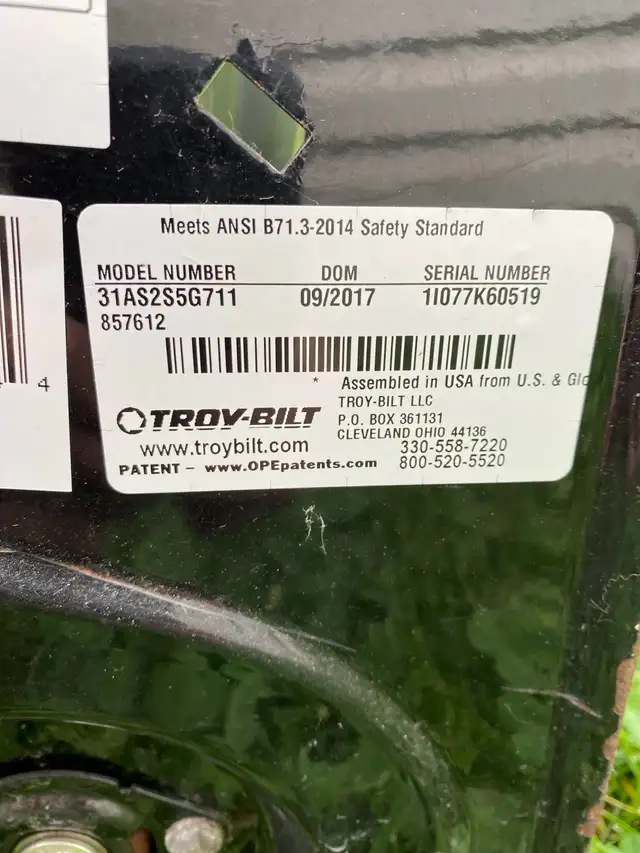 Meets ANSI B71.3-2014 Safety Standard
MODEL NUMBER DOM SERIAL NUMBER
31AS2S5G711 09/2017 1I077K60519
857612
* Assembled in USA from U.S. &
TROY-BILT
TROY-BILT LLC
P.O. BOX 361131
CLEVELAND OHIO 44136
www.troybilt.com 330-558-7220
PATENT – www.OPEpatents.com 800-520-5520
4